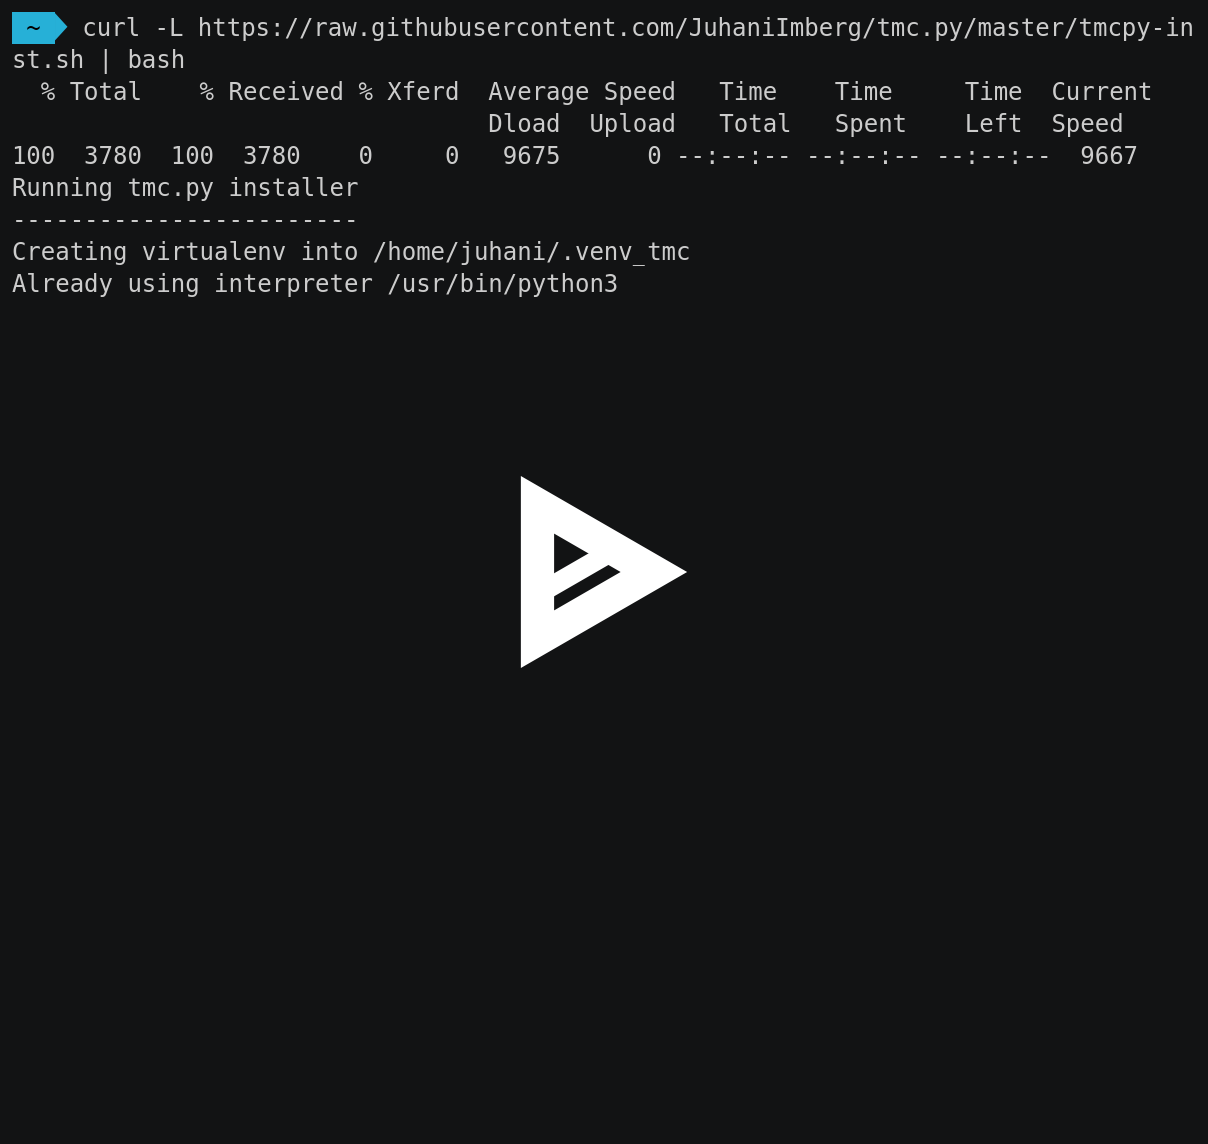 ~ curl -L https://raw.githubusercontent.com/JuhaniImberg/tmc.py/master/tmcpy-in
st.sh | bash
  % Total    % Received % Xferd  Average Speed   Time    Time     Time  Current
                                 Dload  Upload   Total   Spent    Left  Speed
100  3780  100  3780    0     0   9675      0 --:--:-- --:--:-- --:--:--  9667
Running tmc.py installer
------------------------
Creating virtualenv into /home/juhani/.venv_tmc
Already using interpreter /usr/bin/python3